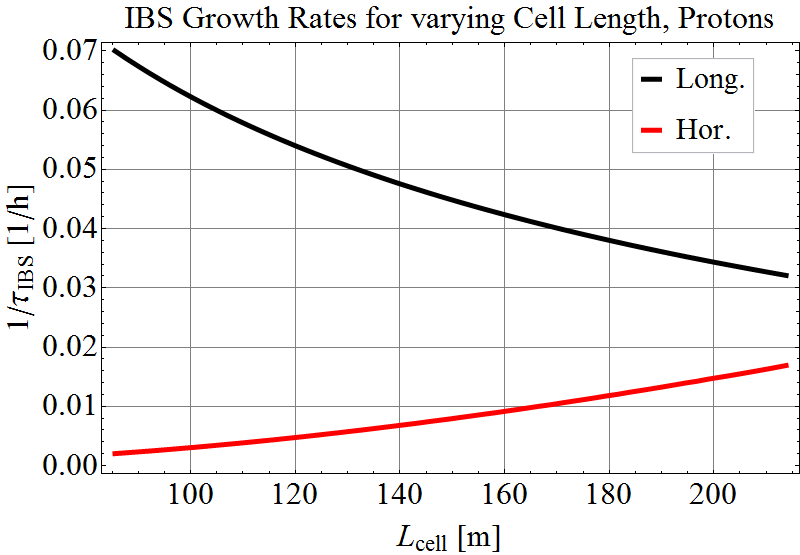 IBS Growth Rates for varying Cell Length, Protons
0.07
0.06
0.05
0.04
0.03
0.02
0.01
0.00
1/τIBS [1/h]
Long.
Hor.
100 120 140 160 180 200
Lcell [m]